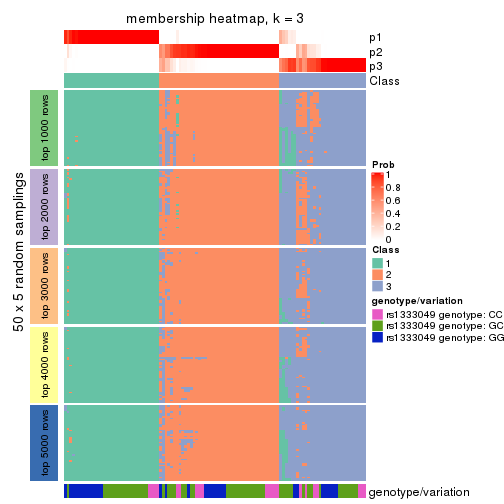 membership heatmap, k = 3
p1
p2
p3
Class
50 x 5 random samplings
top 1000 rows
top 2000 rows
top 3000 rows
top 4000 rows
top 5000 rows
Prob
1
0.8
0.6
0.4
0.2
0
Class
1
2
3
genotype/variation
rs1333049 genotype: CC
rs1333049 genotype: GC
rs1333049 genotype: GG
genotype/variation